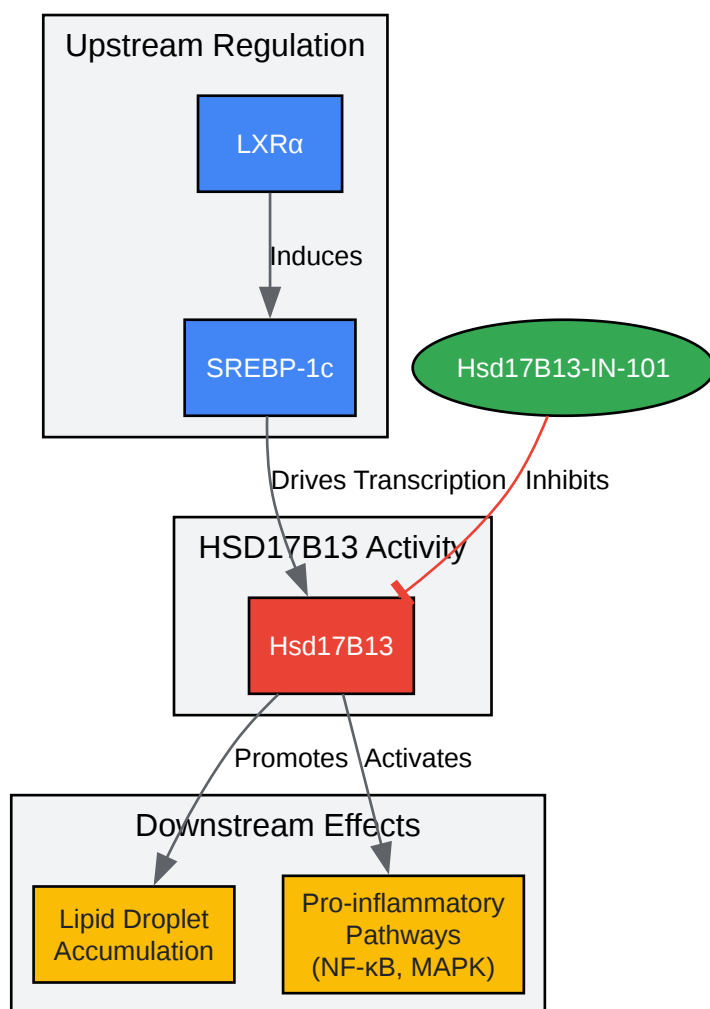 Upstream Regulation
LXRα
Induces
SREBP-1c
Hsd17B13-IN-101
Drives Transcription
Inhibits
HSD17B13 Activity
Hsd17B13
Promotes
Activates
Downstream Effects
Lipid Droplet
Accumulation
Pro-inflammatory
Pathways
(NF-κB, MAPK)